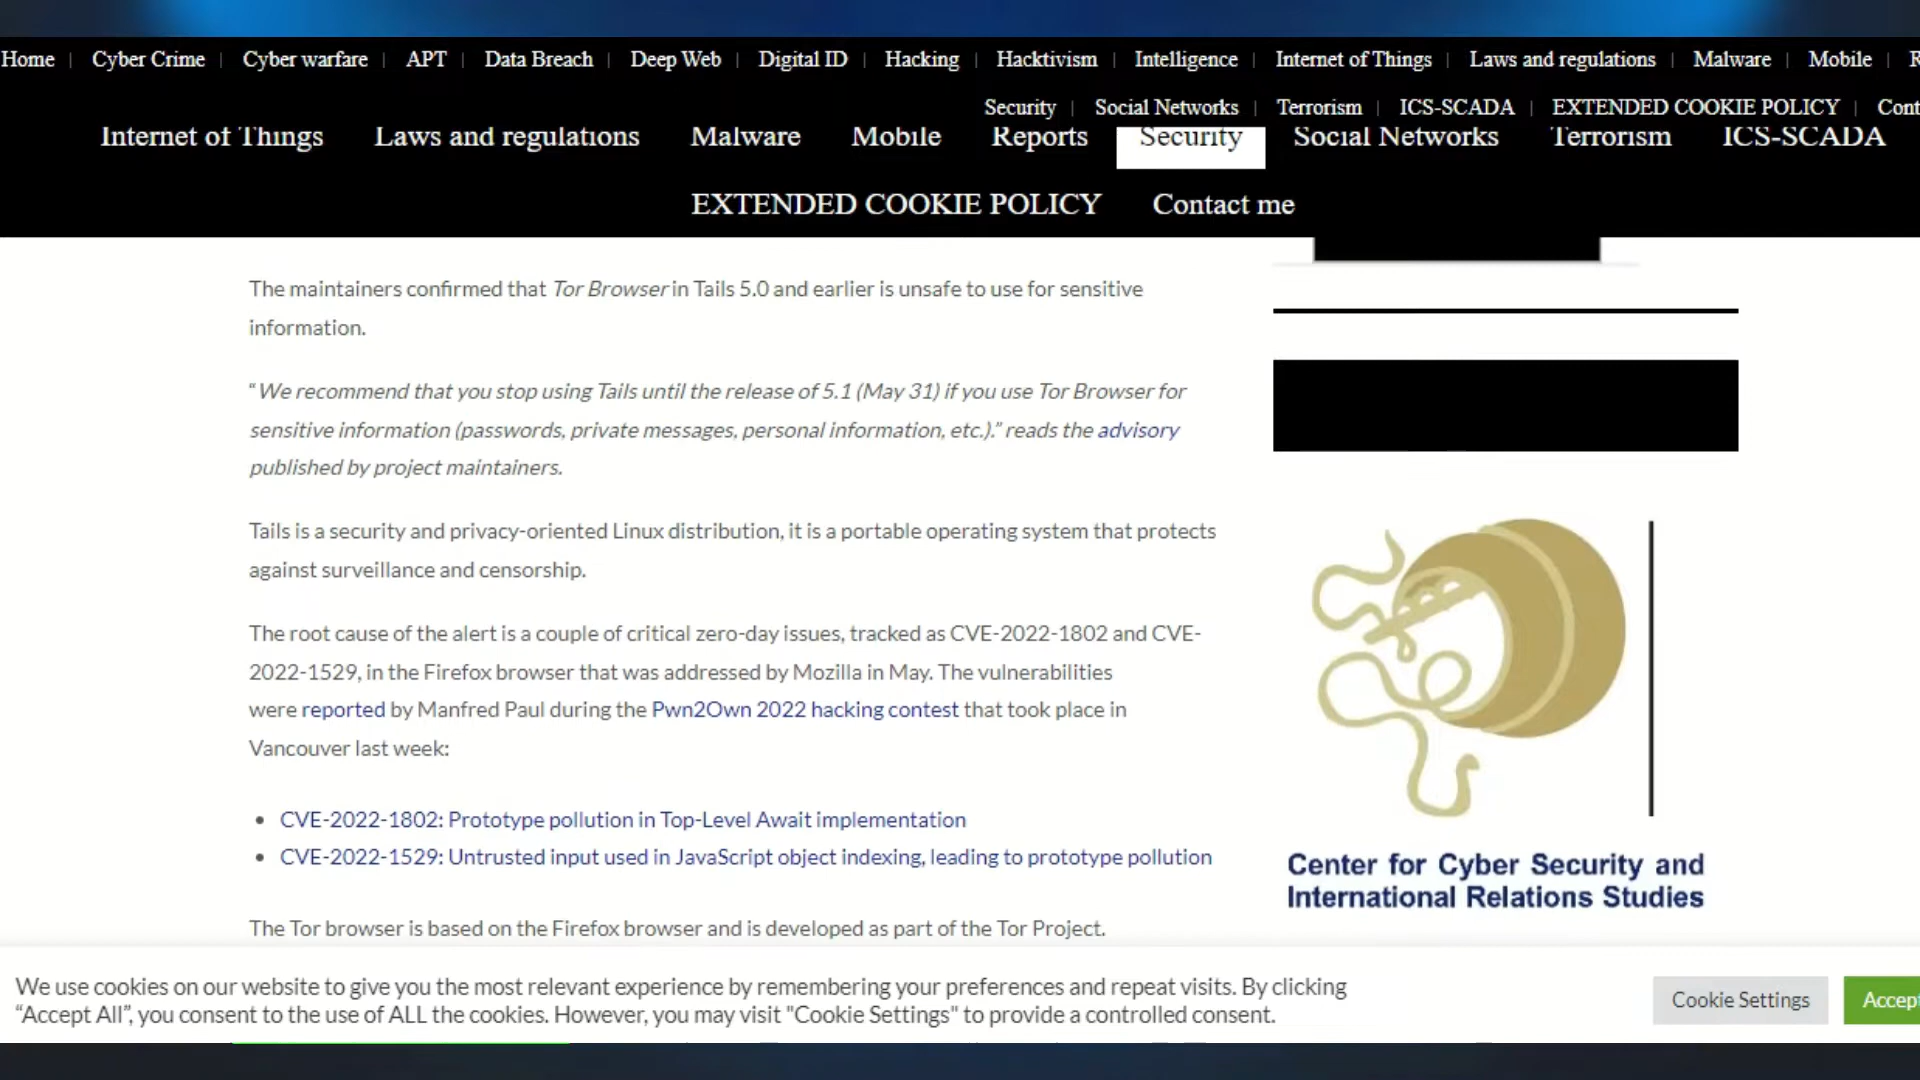 Home | Cyber Crime | Cyber warfare | APT | Data Breach | Deep Web | Digital ID | Hacking | Hacktivism | Intelligence | Internet of Things | Laws and regulations | Malware | Mobile |
Security | Social Networks | Terrorism | ICS-SCADA | EXTENDED COOKIE POLICY | Cont
Internet of Things Laws and regulations Malware Mobile Reports Security Social Networks Terrorism ICS-SCADA
EXTENDED COOKIE POLICY Contact me
The maintainers confirmed that Tor Browser in Tails 5.0 and earlier is unsafe to use for sensitive
information.
“We recommend that you stop using Tails until the release of 5.1 (May 31) if you use Tor Browser for
sensitive information (passwords, private messages, personal information, etc.).” reads the advisory
published by project maintainers.
Tails is a security and privacy-oriented Linux distribution, it is a portable operating system that protects
against surveillance and censorship.
The root cause of the alert is a couple of critical zero-day issues, tracked as CVE-2022-1802 and CVE-
2022-1529, in the Firefox browser that was addressed by Mozilla in May. The vulnerabilities
were reported by Manfred Paul during the Pwn2Own 2022 hacking contest that took place in
Vancouver last week:
• CVE-2022-1802: Prototype pollution in Top-Level Await implementation
• CVE-2022-1529: Untrusted input used in JavaScript object indexing, leading to prototype pollution
The Tor browser is based on the Firefox browser and is developed as part of the Tor Project.
Center for Cyber Security and
International Relations Studies
We use cookies on our website to give you the most relevant experience by remembering your preferences and repeat visits. By clicking
“Accept All”, you consent to the use of ALL the cookies. However, you may visit "Cookie Settings" to provide a controlled consent.
Cookie Settings
Accept